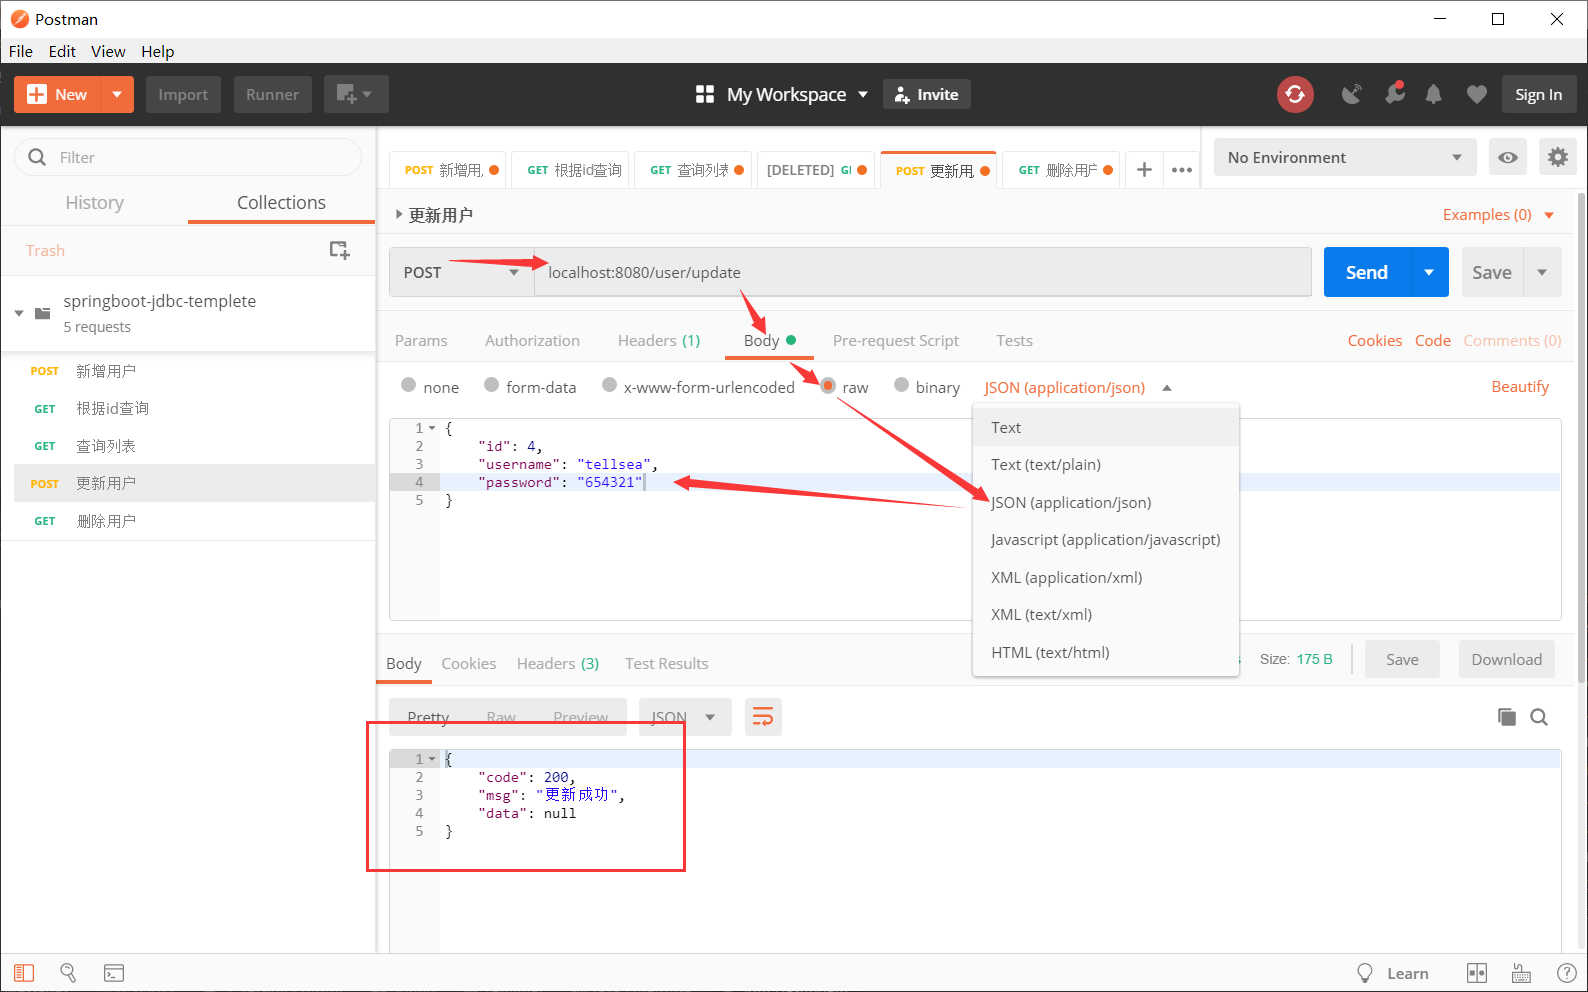 Postman
File Edit View Help
New Import Runner My Workspace Invite Sign In
Filter
History Collections
Trash
springboot-jdbc-templete
5 requests
POST 新增用户
GET 根据id查询
GET 查询列表
POST 更新用户
GET 删除用户
POST 新增用 GET 根据id查询 GET 查询列表 [DELETED] GI POST 更新用 GET 删除用户 No Environment
更新用户 Examples (0)
POST localhost:8080/user/update Send Save
Params Authorization Headers (1) Body Pre-request Script Tests Cookies Code Comments (0)
none form-data x-www-form-urlencoded raw binary JSON (application/json) Beautify
Text
Text (text/plain)
JSON (application/json)
Javascript (application/javascript)
XML (application/xml)
XML (text/xml)
HTML (text/html)
1 {
2 "id": 4,
3 "username": "tellsea",
4 "password": "654321"
5 }
Body Cookies Headers (3) Test Results Size: 175 B Save Download
Pretty Raw Preview JSON
1 {
2 "code": 200,
3 "msg": "更新成功",
4 "data": null
5 }
Learn